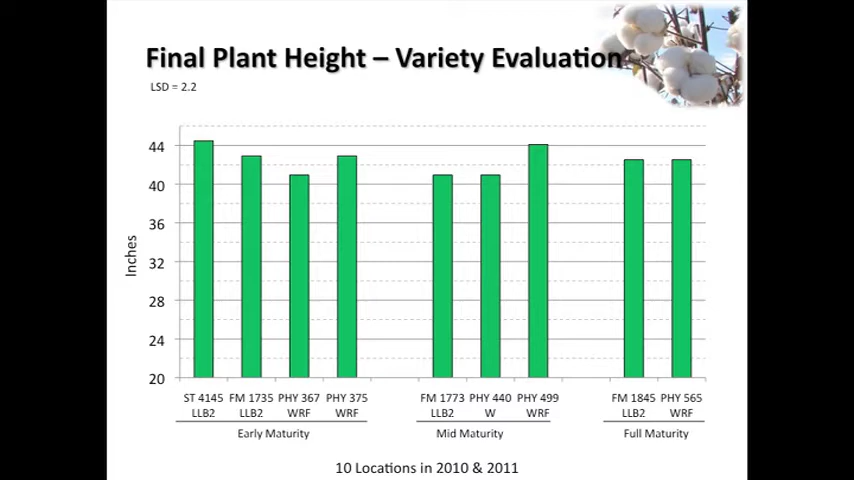 Final Plant Height – Variety Evaluation
LSD = 2.2
Inches
44
40
36
32
28
24
20
ST 4145 FM 1735 PHY 367 PHY 375 FM 1773 PHY 440 PHY 499 FM 1845 PHY 565
LLB2 LLB2 WRF WRF LLB2 W WRF LLB2 WRF
Early Maturity Mid Maturity Full Maturity
10 Locations in 2010 & 2011